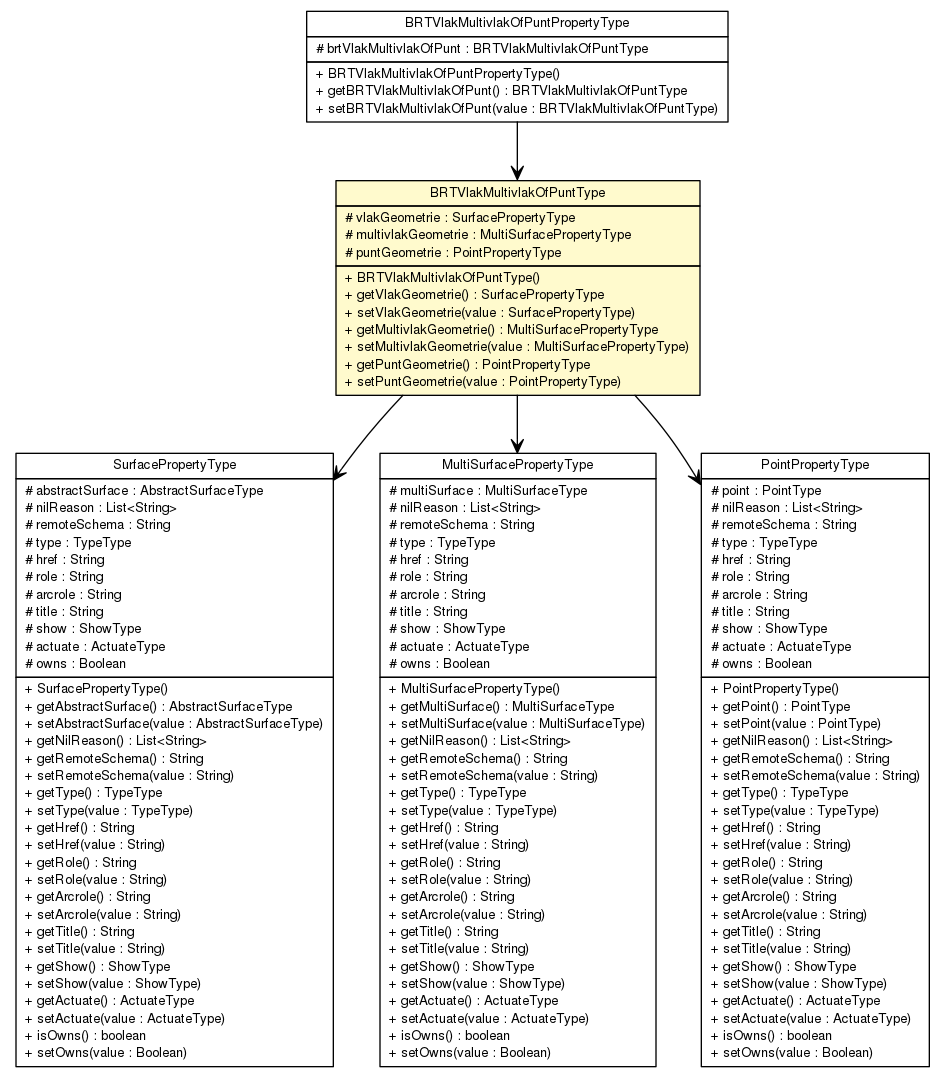 BRTVlakMultivlakOfPuntPropertyType
# brtVlakMultivlakOfPunt : BRTVlakMultivlakOfPuntType
+ BRTVlakMultivlakOfPuntPropertyType()
+ getBRTVlakMultivlakOfPunt() : BRTVlakMultivlakOfPuntType
+ setBRTVlakMultivlakOfPunt(value : BRTVlakMultivlakOfPuntType)
BRTVlakMultivlakOfPuntType
# vlakGeometrie : SurfacePropertyType
# multivlakGeometrie : MultiSurfacePropertyType
# puntGeometrie : PointPropertyType
+ BRTVlakMultivlakOfPuntType()
+ getVlakGeometrie() : SurfacePropertyType
+ setVlakGeometrie(value : SurfacePropertyType)
+ getMultivlakGeometrie() : MultiSurfacePropertyType
+ setMultivlakGeometrie(value : MultiSurfacePropertyType)
+ getPuntGeometrie() : PointPropertyType
+ setPuntGeometrie(value : PointPropertyType)
SurfacePropertyType
# abstractSurface : AbstractSurfaceType
# nilReason : List<String>
# remoteSchema : String
# type : TypeType
# href : String
# role : String
# arcrole : String
# title : String
# show : ShowType
# actuate : ActuateType
# owns : Boolean
+ SurfacePropertyType()
+ getAbstractSurface() : AbstractSurfaceType
+ setAbstractSurface(value : AbstractSurfaceType)
+ getNilReason() : List<String>
+ getRemoteSchema() : String
+ setRemoteSchema(value : String)
+ getType() : TypeType
+ setType(value : TypeType)
+ getHref() : String
+ setHref(value : String)
+ getRole() : String
+ setRole(value : String)
+ getArcrole() : String
+ setArcrole(value : String)
+ getTitle() : String
+ setTitle(value : String)
+ getShow() : ShowType
+ setShow(value : ShowType)
+ getActuate() : ActuateType
+ setActuate(value : ActuateType)
+ isOwns() : boolean
+ setOwns(value : Boolean)
MultiSurfacePropertyType
# multiSurface : MultiSurfaceType
# nilReason : List<String>
# remoteSchema : String
# type : TypeType
# href : String
# role : String
# arcrole : String
# title : String
# show : ShowType
# actuate : ActuateType
# owns : Boolean
+ MultiSurfacePropertyType()
+ getMultiSurface() : MultiSurfaceType
+ setMultiSurface(value : MultiSurfaceType)
+ getNilReason() : List<String>
+ getRemoteSchema() : String
+ setRemoteSchema(value : String)
+ getType() : TypeType
+ setType(value : TypeType)
+ getHref() : String
+ setHref(value : String)
+ getRole() : String
+ setRole(value : String)
+ getArcrole() : String
+ setArcrole(value : String)
+ getTitle() : String
+ setTitle(value : String)
+ getShow() : ShowType
+ setShow(value : ShowType)
+ getActuate() : ActuateType
+ setActuate(value : ActuateType)
+ isOwns() : boolean
+ setOwns(value : Boolean)
PointPropertyType
# point : PointType
# nilReason : List<String>
# remoteSchema : String
# type : TypeType
# href : String
# role : String
# arcrole : String
# title : String
# show : ShowType
# actuate : ActuateType
# owns : Boolean
+ PointPropertyType()
+ getPoint() : PointType
+ setPoint(value : PointType)
+ getNilReason() : List<String>
+ getRemoteSchema() : String
+ setRemoteSchema(value : String)
+ getType() : TypeType
+ setType(value : TypeType)
+ getHref() : String
+ setHref(value : String)
+ getRole() : String
+ setRole(value : String)
+ getArcrole() : String
+ setArcrole(value : String)
+ getTitle() : String
+ setTitle(value : String)
+ getShow() : ShowType
+ setShow(value : ShowType)
+ getActuate() : ActuateType
+ setActuate(value : ActuateType)
+ isOwns() : boolean
+ setOwns(value : Boolean)